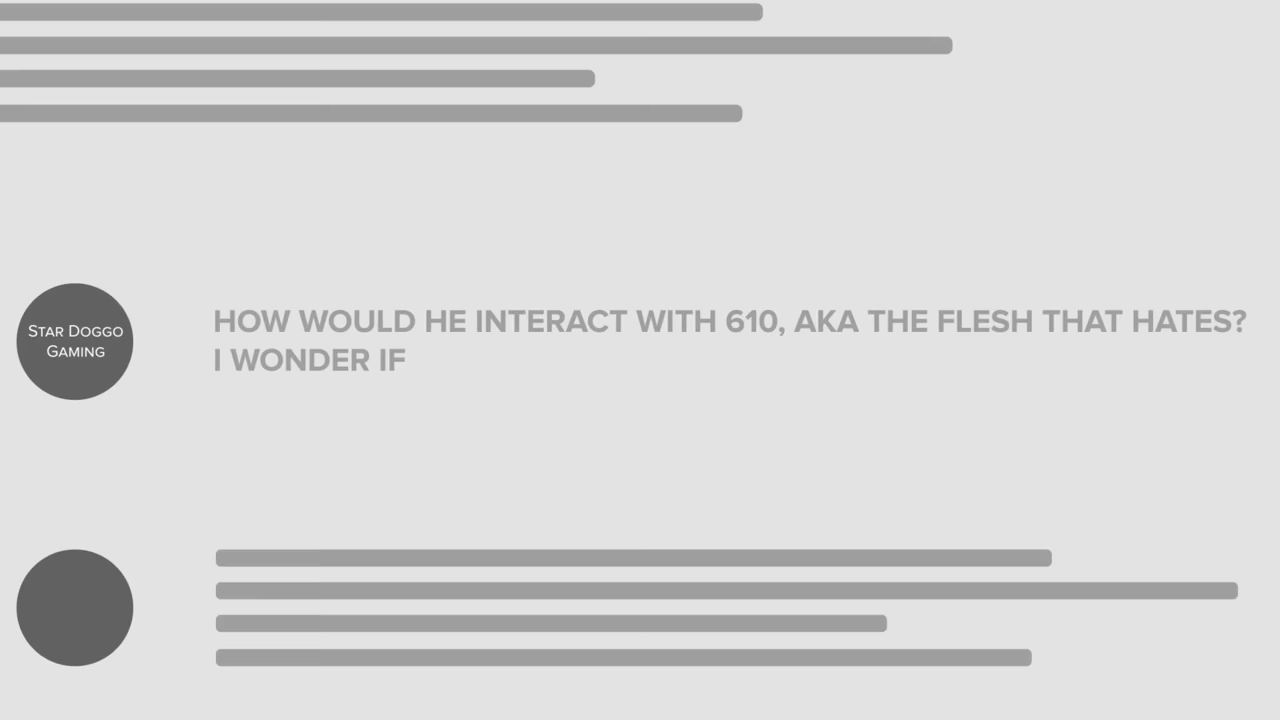 Star Doggo
Gaming
HOW WOULD HE INTERACT WITH 610, AKA THE FLESH THAT HATES?
I WONDER IF